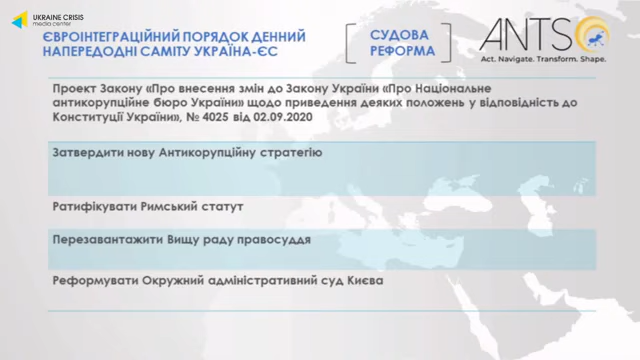 UKRAINE CRISIS
media center
ЄВРОІНТЕГРАЦІЙНИЙ ПОРЯДОК ДЕННИЙ
НАПЕРЕДОДНІ САМІТУ УКРАЇНА-ЄС
СУДОВА
РЕФОРМА
ANTS
Act. Navigate. Transform. Shape.
Проект Закону «Про внесення змін до Закону України «Про Національне
антикорупційне бюро України» щодо приведення деяких положень у відповідність до
Конституції України», № 4025 від 02.09.2020
Затвердити нову Антикорупційну стратегію
Ратифікувати Римський статут
Перезавантажити Вищу раду правосуддя
Реформувати Окружний адміністративний суд Києва